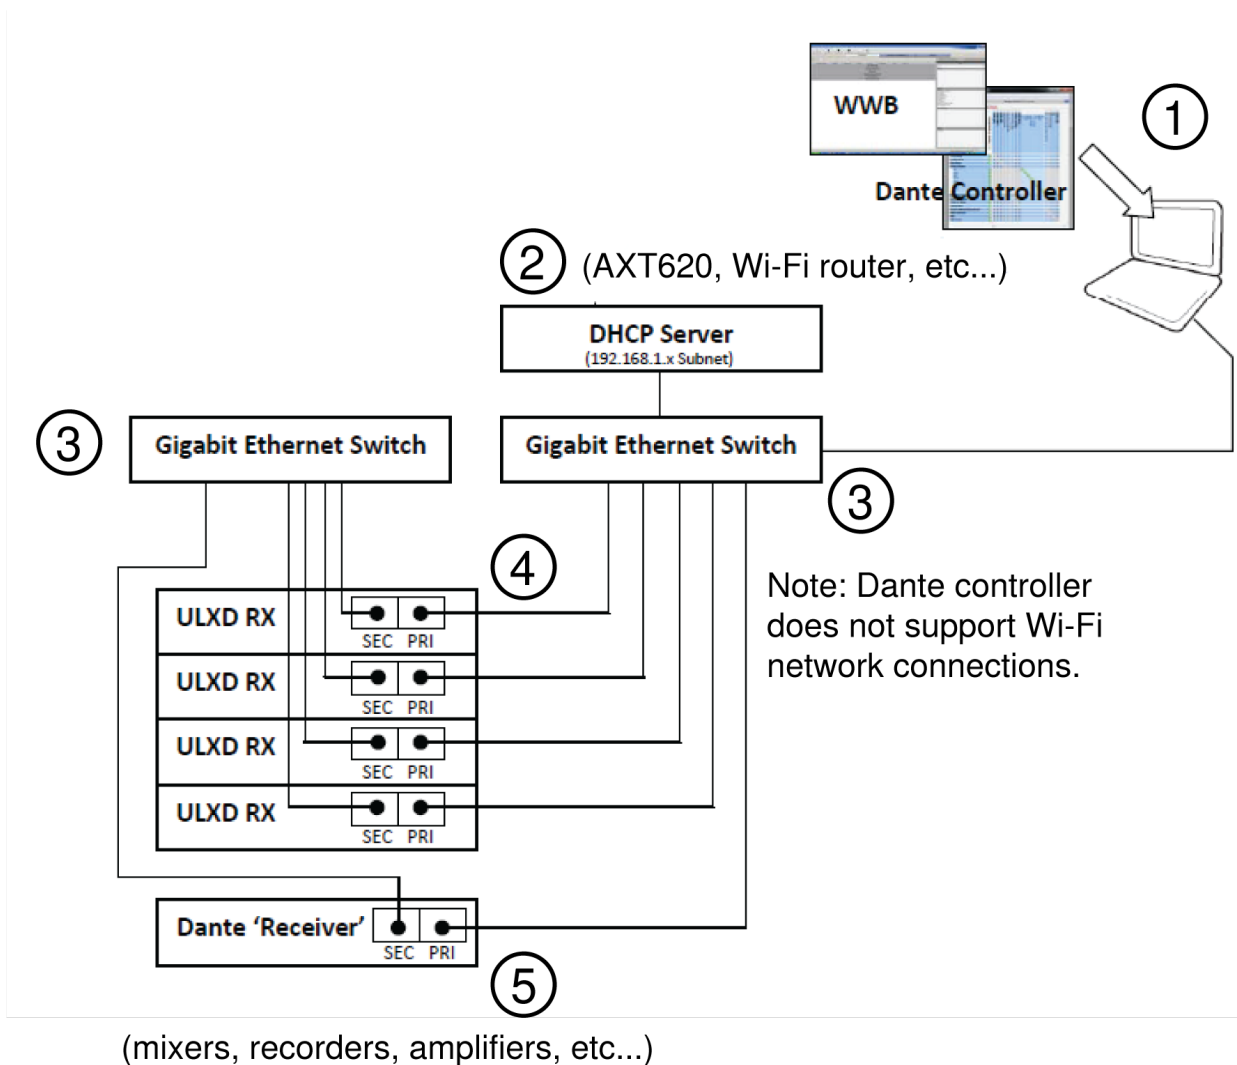 WWB
1
Dante Controller
2 (AXT620, Wi-Fi router, etc...)
DHCP Server
(192.168.1.x Subnet)
3 Gigabit Ethernet Switch
Gigabit Ethernet Switch
3
4
Note: Dante controller
does not support Wi-Fi
network connections.
ULXD RX
SEC PRI
ULXD RX
SEC PRI
ULXD RX
SEC PRI
ULXD RX
SEC PRI
Dante ‘Receiver’
SEC PRI
5
(mixers, recorders, amplifiers, etc...)